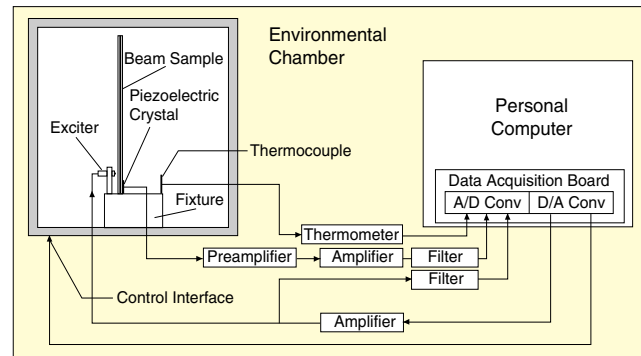 Environmental
Chamber
Beam Sample
Piezoelectric
Crystal
Exciter
Thermocouple
Fixture
Personal
Computer
Data Acquisition Board
A/D Conv
D/A Conv
Thermometer
Preamplifier
Amplifier
Filter
Filter
Control Interface
Amplifier